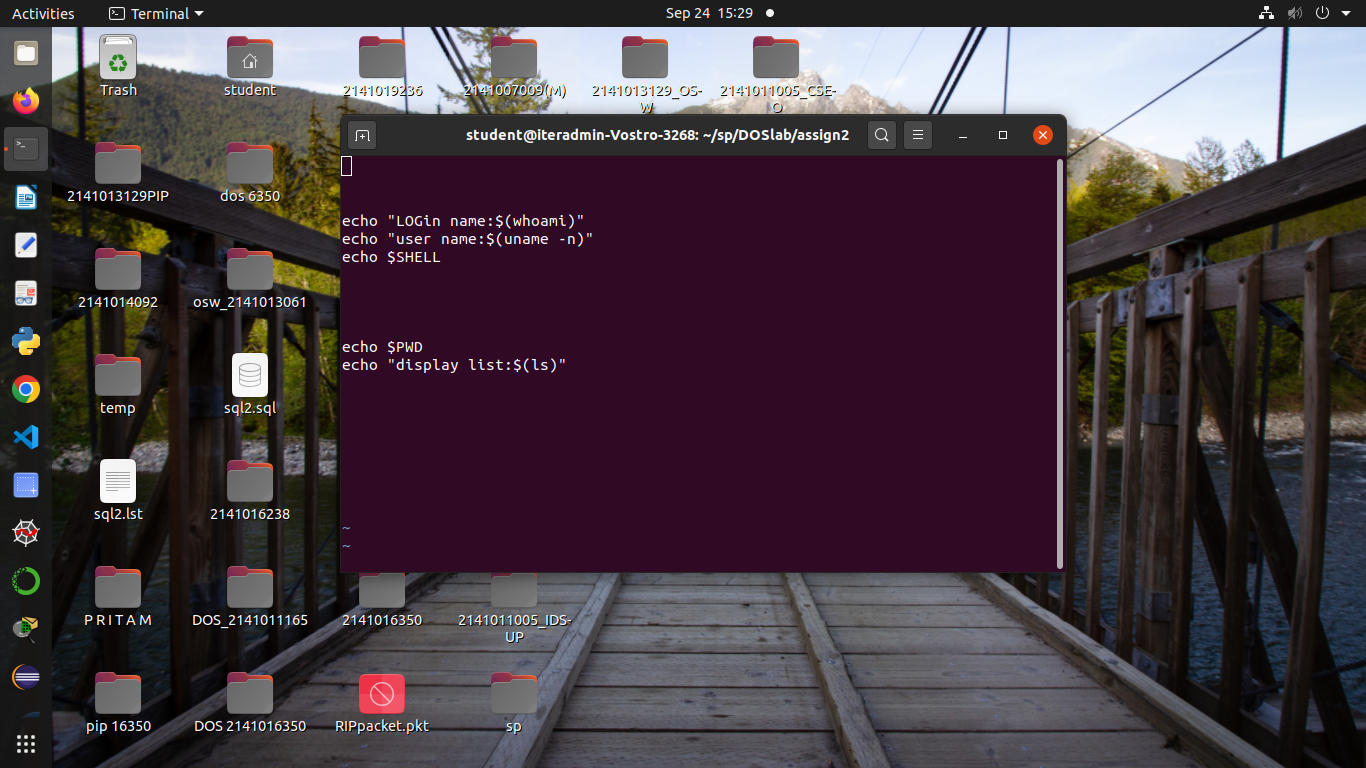 Activities
Terminal
Sep 24 15:29
Trash
student
2141019236
2141007009(M)
2141013129_OS-
W
2141011005_CSE-
O
student@iteradmin-Vostro-3268: ~/sp/DOSlab/assign2
echo "LOGin name:$(whoami)"
echo "user name:$(uname -n)"
echo $SHELL
echo $PWD
echo "display list:$(ls)"
~
~
2141013129PIP
dos 6350
2141014092
osw_2141013061
temp
sql2.sql
sql2.lst
2141016238
P R I T A M
DOS_2141011165
2141016350
2141011005_IDS-
UP
pip 16350
DOS 2141016350
RIPpacket.pkt
sp